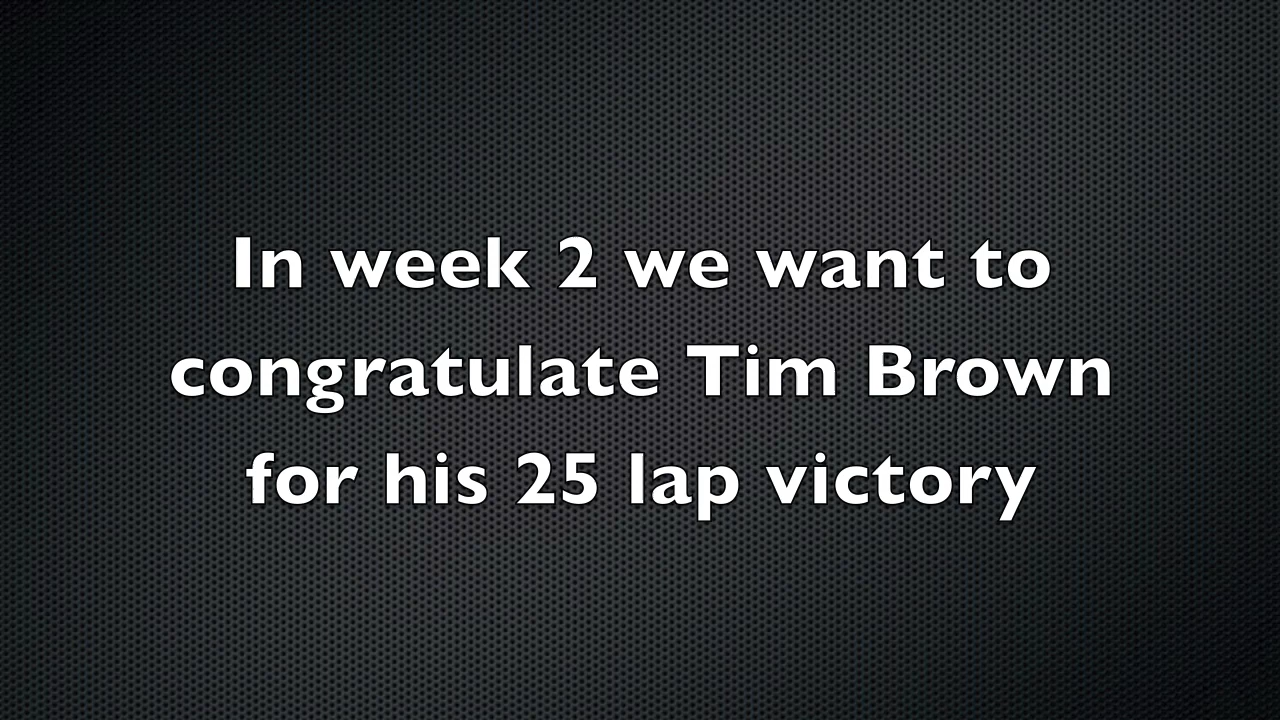 In week 2 we want to
congratulate Tim Brown
for his 25 lap victory